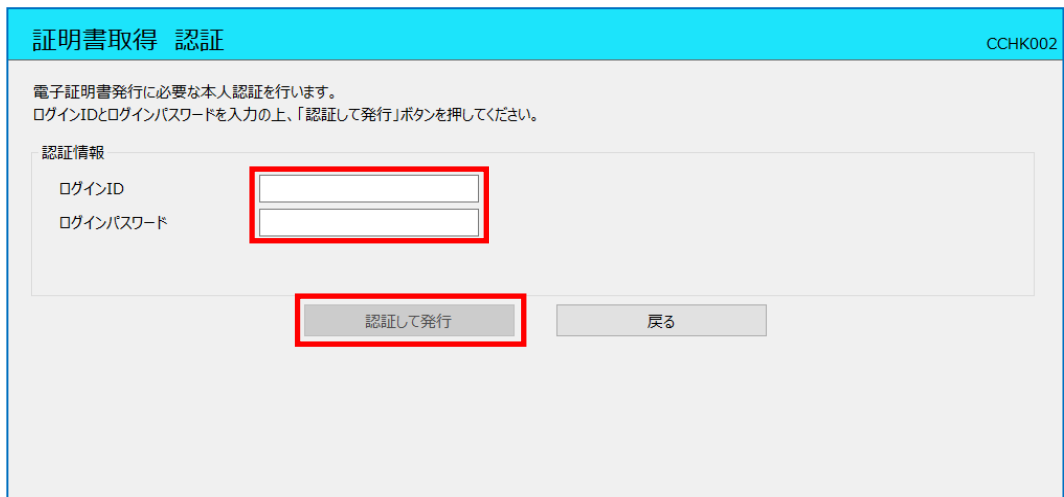 証明書取得 認証
CCHK002
電子証明書発行に必要な本人認証を行います。
ログインIDとログインパスワードを入力の上、「認証して発行」ボタンを押してください。
認証情報
ログインID
ログインパスワード
認証して発行
戻る